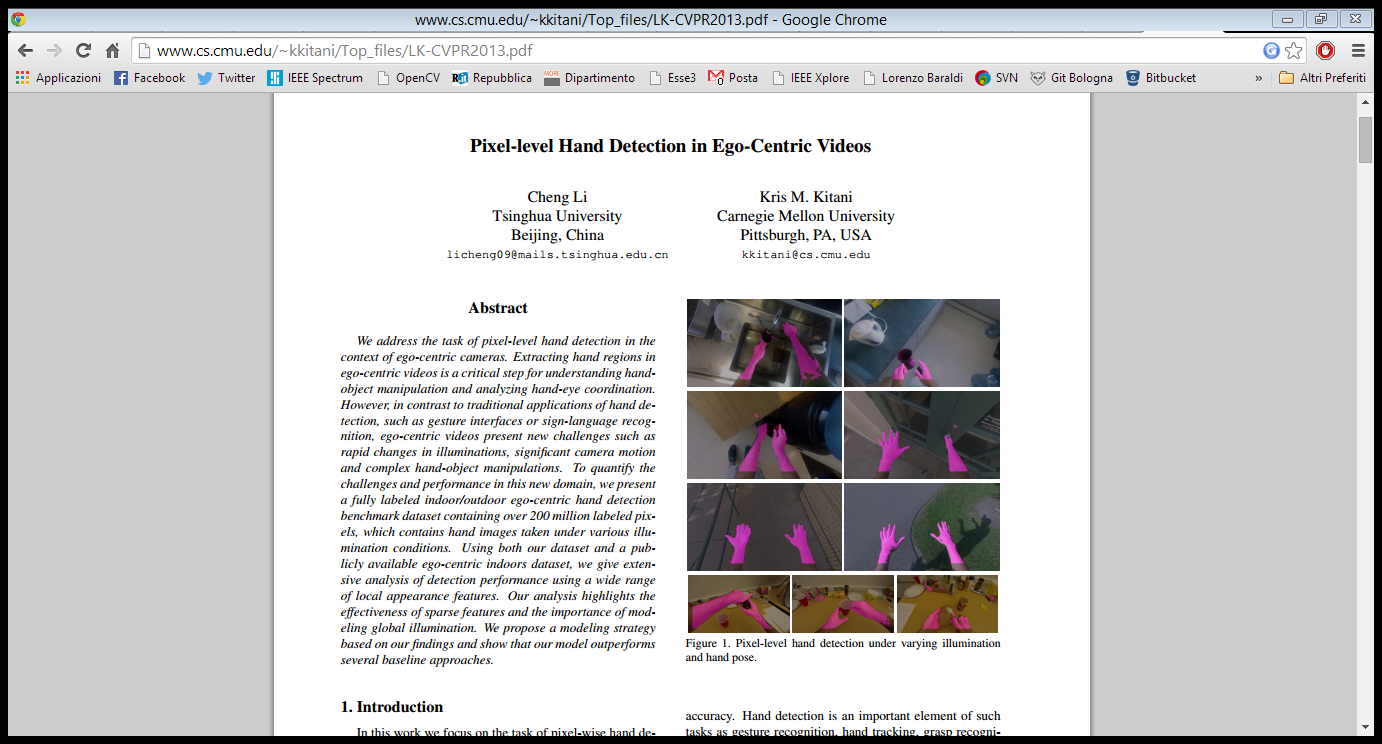 www.cs.cmu.edu/~kkitani/Top_files/LK-CVPR2013.pdf - Google Chrome
www.cs.cmu.edu/~kkitani/Top_files/LK-CVPR2013.pdf
Applicazioni Facebook Twitter IEEE Spectrum OpenCV Repubblica Dipartimento Esse3 Posta IEEE Xplore Lorenzo Baraldi SVN Git Bologna Bitbucket » Altri Preferiti
Pixel-level Hand Detection in Ego-Centric Videos
Cheng Li
Tsinghua University
Beijing, China
licheng09@mails.tsinghua.edu.cn
Kris M. Kitani
Carnegie Mellon University
Pittsburgh, PA, USA
kkitani@cs.cmu.edu
Abstract
We address the task of pixel-level hand detection in the
context of ego-centric cameras. Extracting hand regions in
ego-centric videos is a critical step for understanding hand-
object manipulation and analyzing hand-eye coordination.
However, in contrast to traditional applications of hand de-
tection, such as gesture interfaces or sign-language recog-
nition, ego-centric videos present new challenges such as
rapid changes in illuminations, significant camera motion
and complex hand-object manipulations. To quantify the
challenges and performance in this new domain, we present
a fully labeled indoor/outdoor ego-centric hand detection
benchmark dataset containing over 200 million labeled pix-
els, which contains hand images taken under various illu-
mination conditions. Using both our dataset and a pub-
licly available ego-centric indoors dataset, we give exten-
sive analysis of detection performance using a wide range
of local appearance features. Our analysis highlights the
effectiveness of sparse features and the importance of mod-
eling global illumination. We propose a modeling strategy
based on our findings and show that our model outperforms
several baseline approaches.
1. Introduction
In this work we focus on the task of pixel-wise hand de-
Figure 1. Pixel-level hand detection under varying illumination
and hand pose.
accuracy. Hand detection is an important element of such
tasks as gesture recognition, hand tracking, grasp recogni-